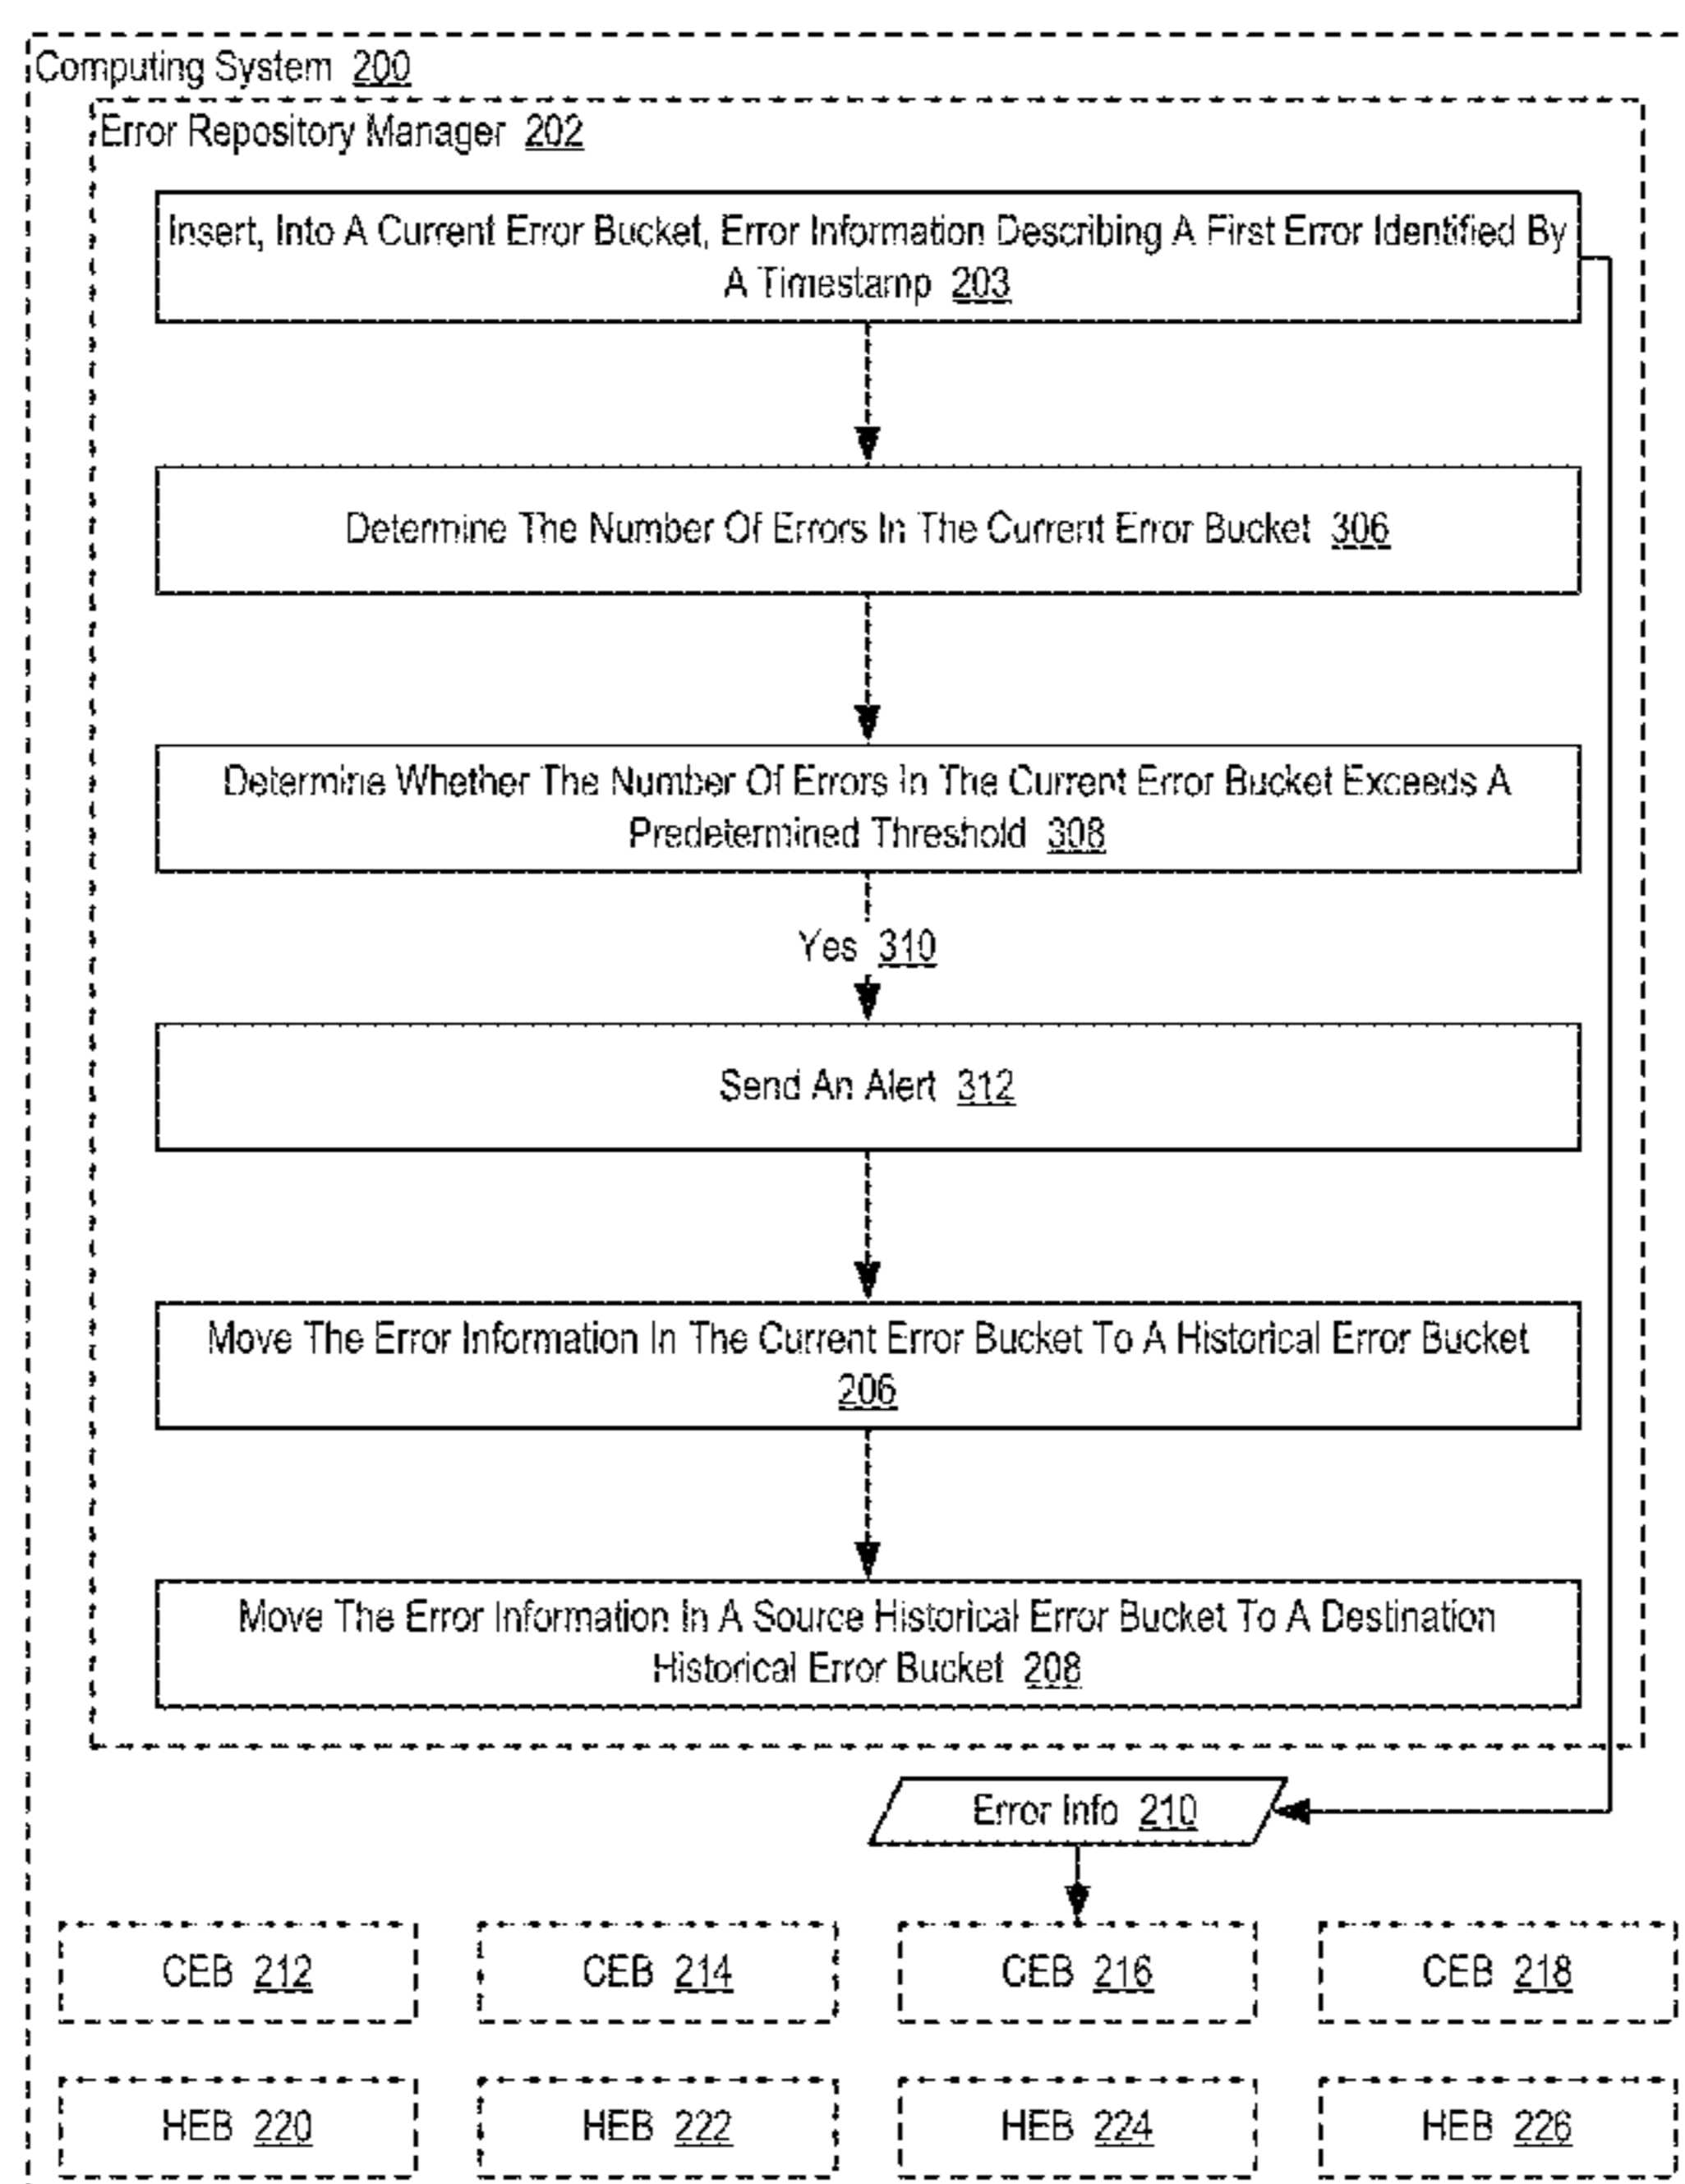 Computing System 200
Error Repository Manager 202
Insert, Into A Current Error Bucket, Error Information Describing A First Error Identified By
A Timestamp 203
Determine The Number Of Errors In The Current Error Bucket 306
Determine Whether The Number Of Errors In The Current Error Bucket Exceeds A
Predetermined Threshold 308
Yes 310
Send An Alert 312
Move The Error Information In The Current Error Bucket To A Historical Error Bucket
206
Move The Error Information In A Source Historical Error Bucket To A Destination
Historical Error Bucket 208
Error Info 210
CEB 212
CEB 214
CEB 216
CEB 218
HEB 220
HEB 222
HEB 224
HEB 226